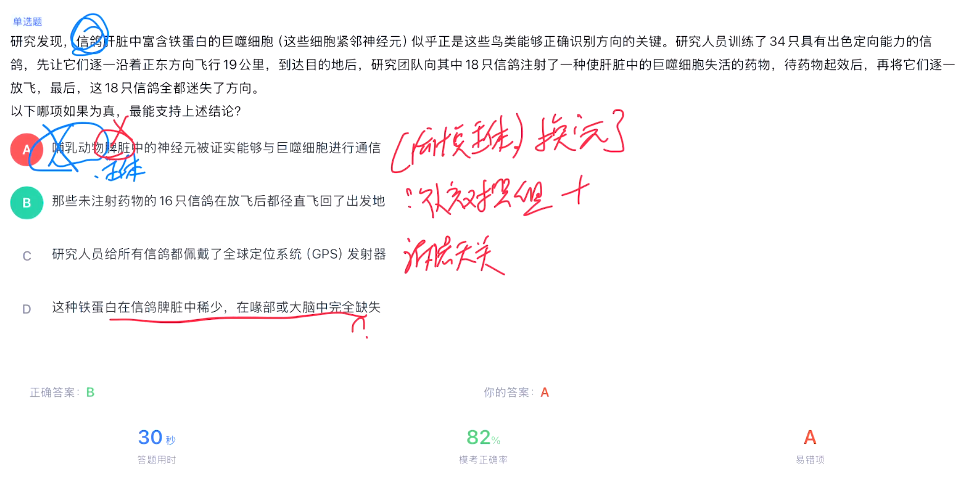 单选题
研究发现，信鸽肝脏中富含铁蛋白的巨噬细胞（这些细胞紧邻神经元）似乎正是这些鸟类能够正确识别方向的关键。研究人员训练了34只具有出色定向能力的信
鸽，先让它们逐一沿着正东方向飞行19公里，到达目的地后，研究团队向其中18只信鸽注射了一种使肝脏中的巨噬细胞失活的药物，待药物起效后，再将它们逐一
放飞，最后，这18只信鸽全都迷失了方向。
以下哪项如果为真，最能支持上述结论？
A 哺乳动物脾脏中的神经元被证实能够与巨噬细胞进行通信
主体
(偷换主体) 换沅了
B 那些未注射药物的16只信鸽在放飞后都径直飞回了出发地
对照组 +
C 研究人员给所有信鸽都佩戴了全球定位系统（GPS）发射器
无关
D 这种铁蛋白在信鸽脾脏中稀少，在喙部或大脑中完全缺失
?
正确答案：B
你的答案：A
30秒
82%
A
答题用时
模考正确率
易错项